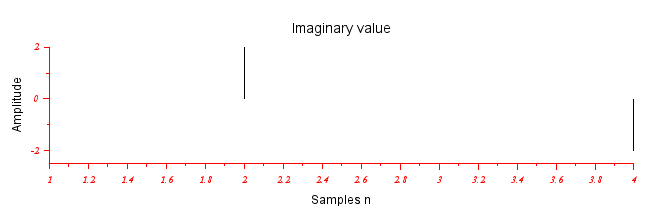 Imaginary value
2
0
-2
Amplitude
1 1.2 1.4 1.6 1.8 2 2.2 2.4 2.6 2.8 3 3.2 3.4 3.6 3.8 4
Samples n